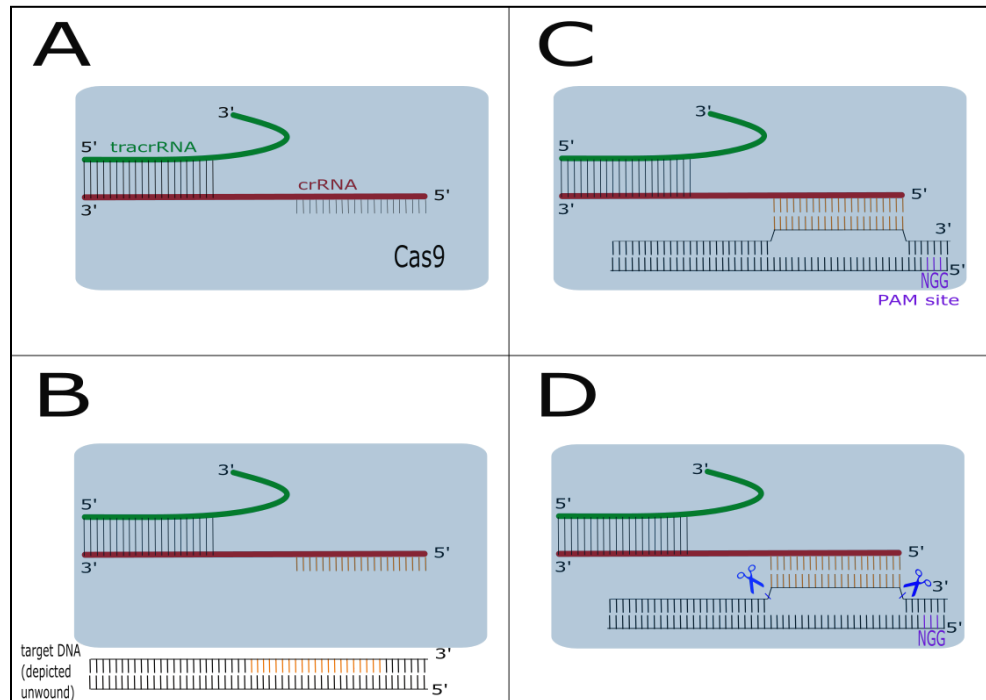 A
3'
5'
tracrRNA
crRNA
3'
5'
Cas9
C
3'
5'
3'
5'
3'
5'
NGG
PAM site
B
3'
5'
3'
5'
target DNA
(depicted
unwound)
3'
5'
D
3'
5'
3'
5'
3'
5'
NGG